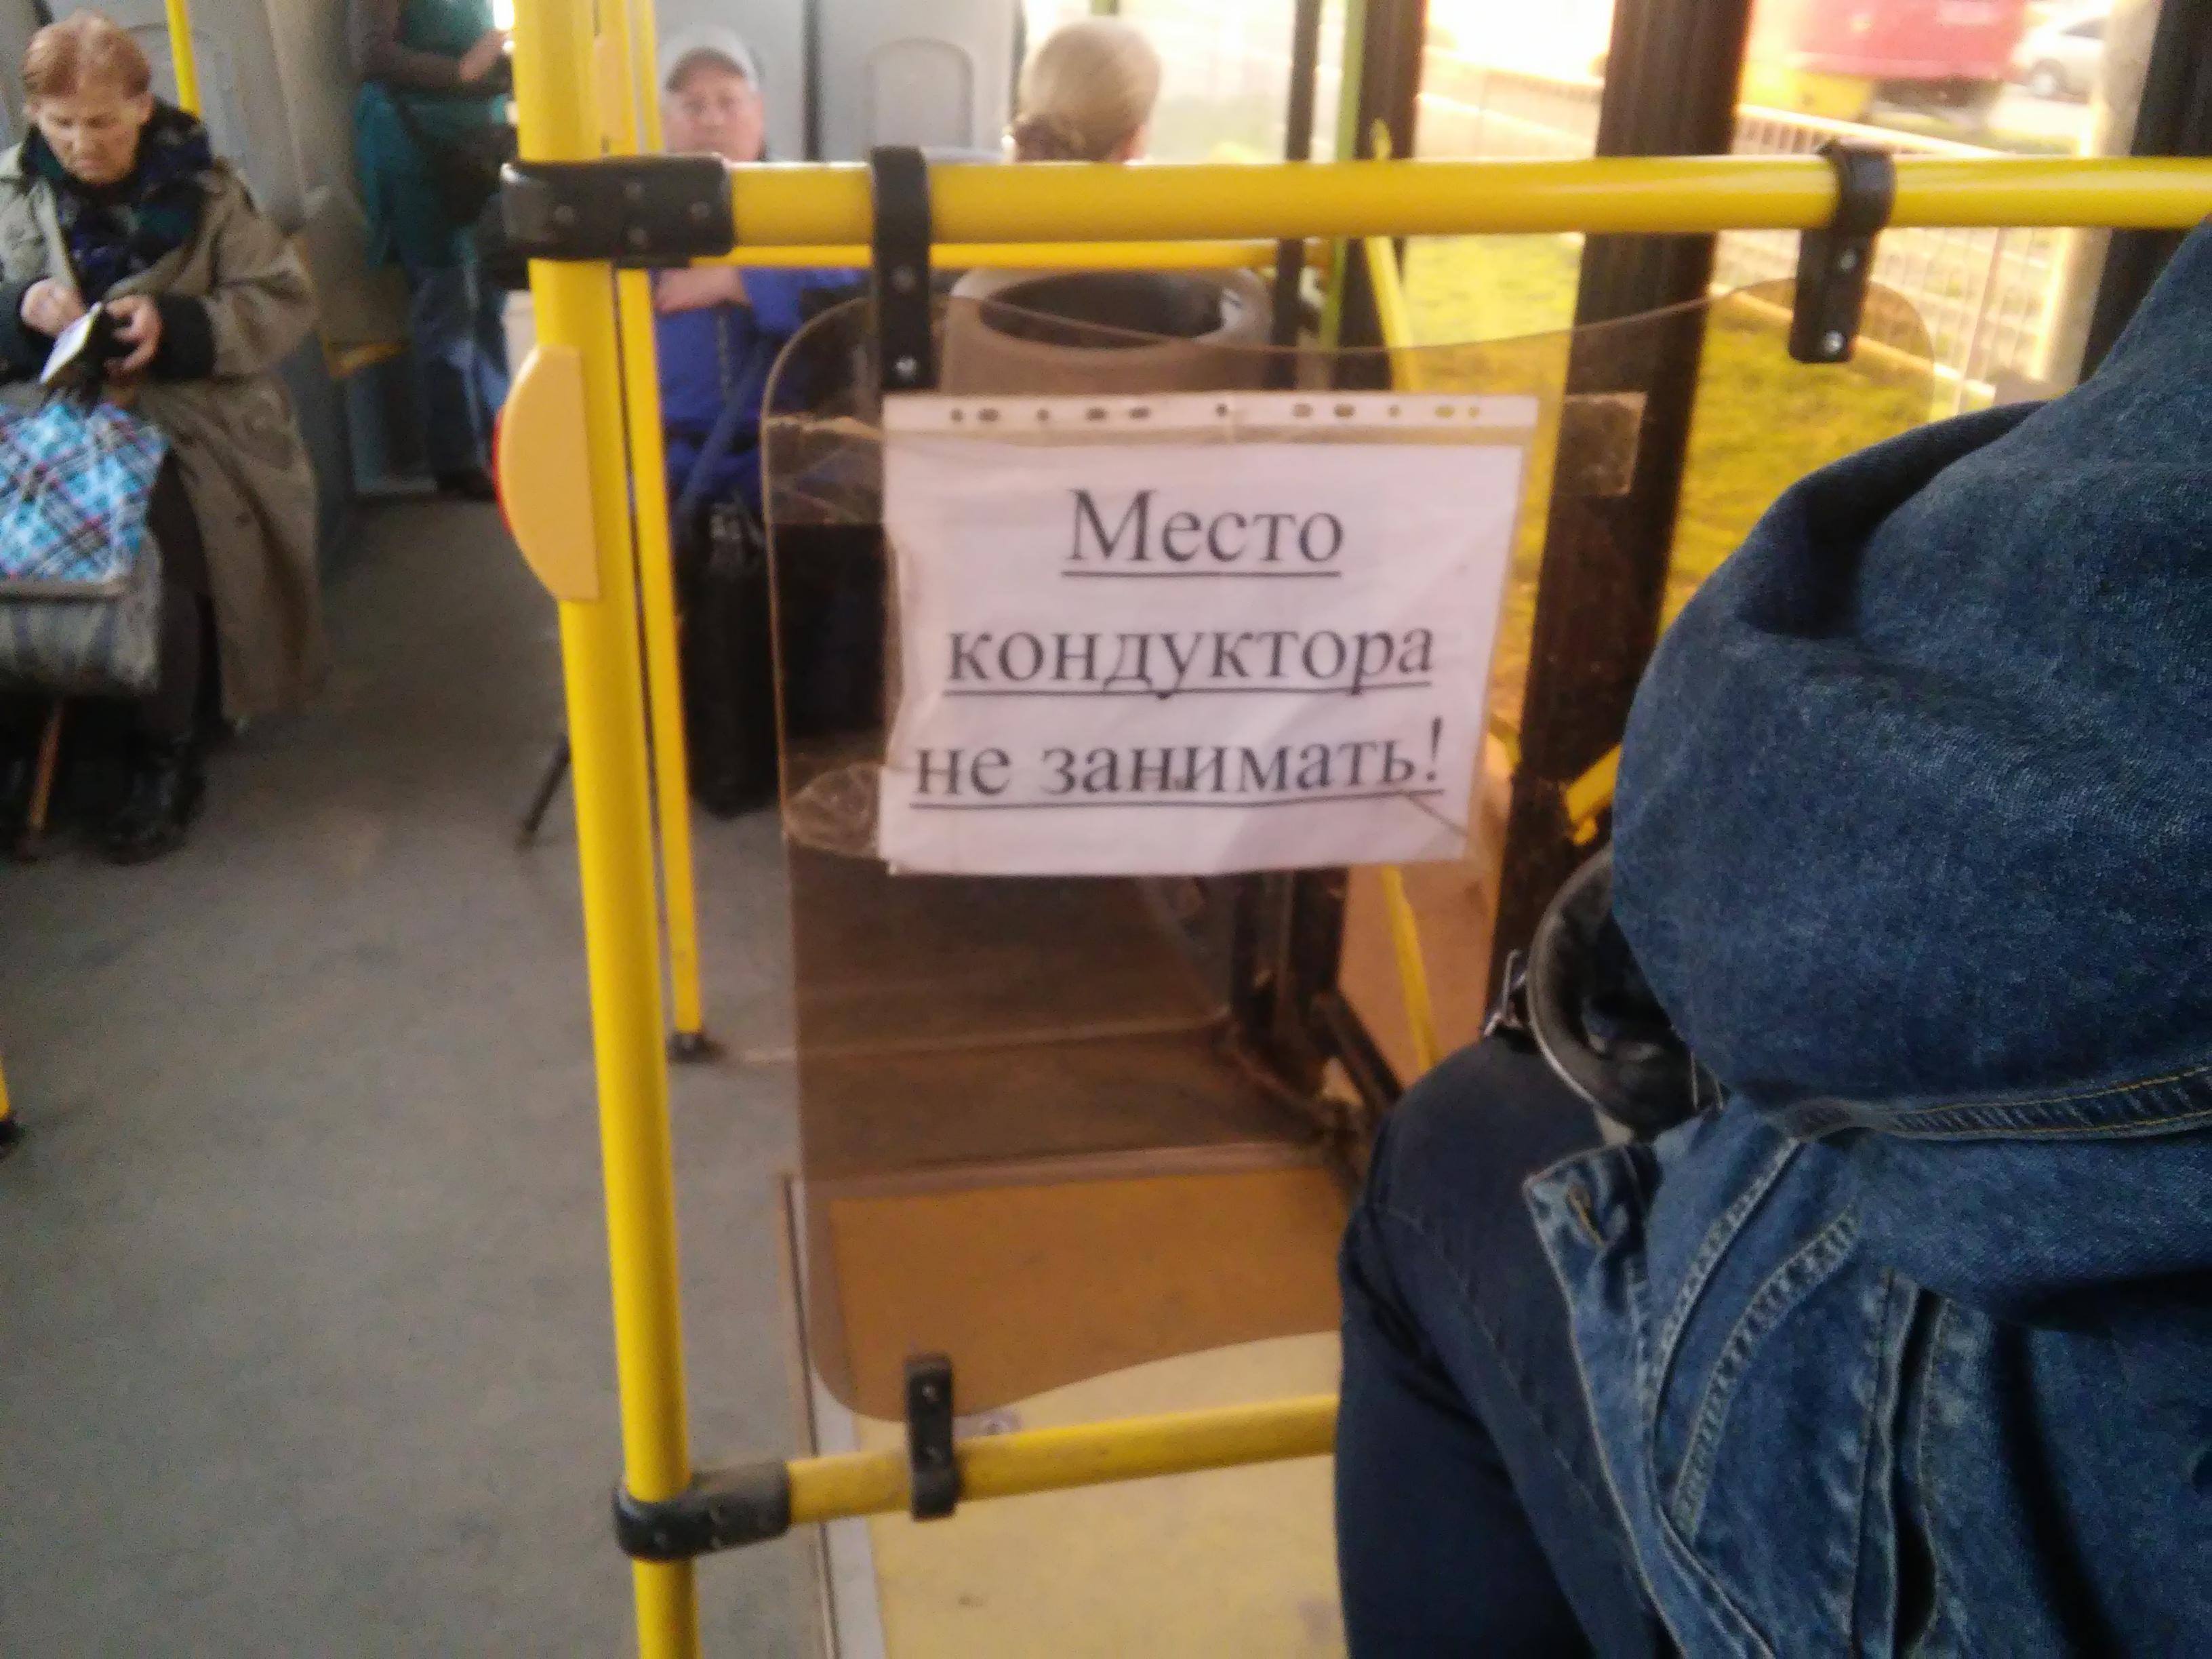 Место
кондуктора
не занимать!